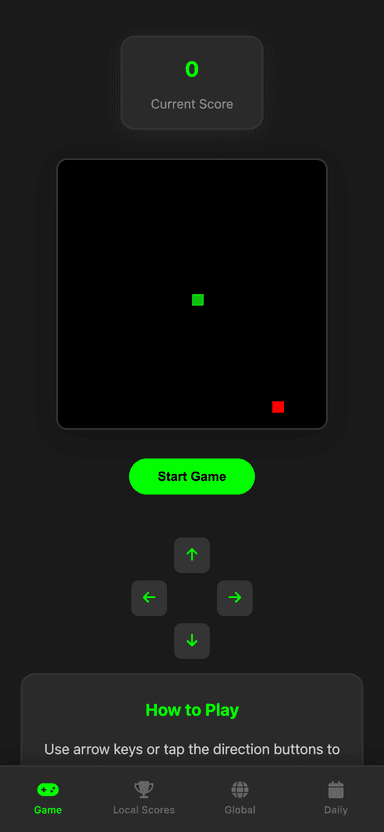 0
Current Score
Start Game
↑
← →
↓
How to Play
Use arrow keys or tap the direction buttons to
Game Local Scores Global Daily